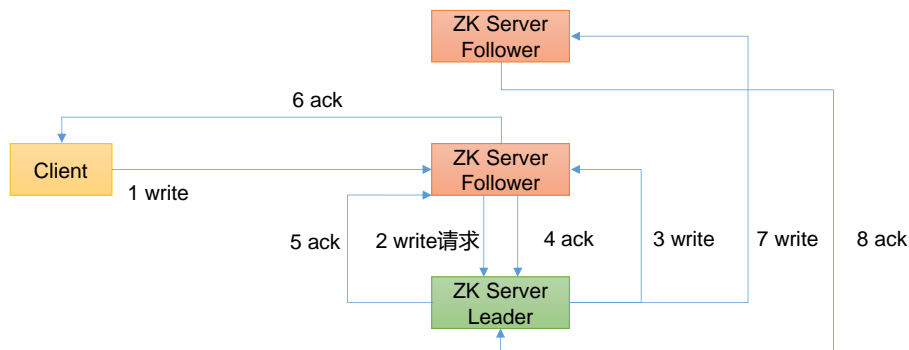 ZK Server
Follower
6 ack
Client
ZK Server
Follower
1 write
5 ack
2 write请求
4 ack
3 write
7 write
8 ack
ZK Server
Leader